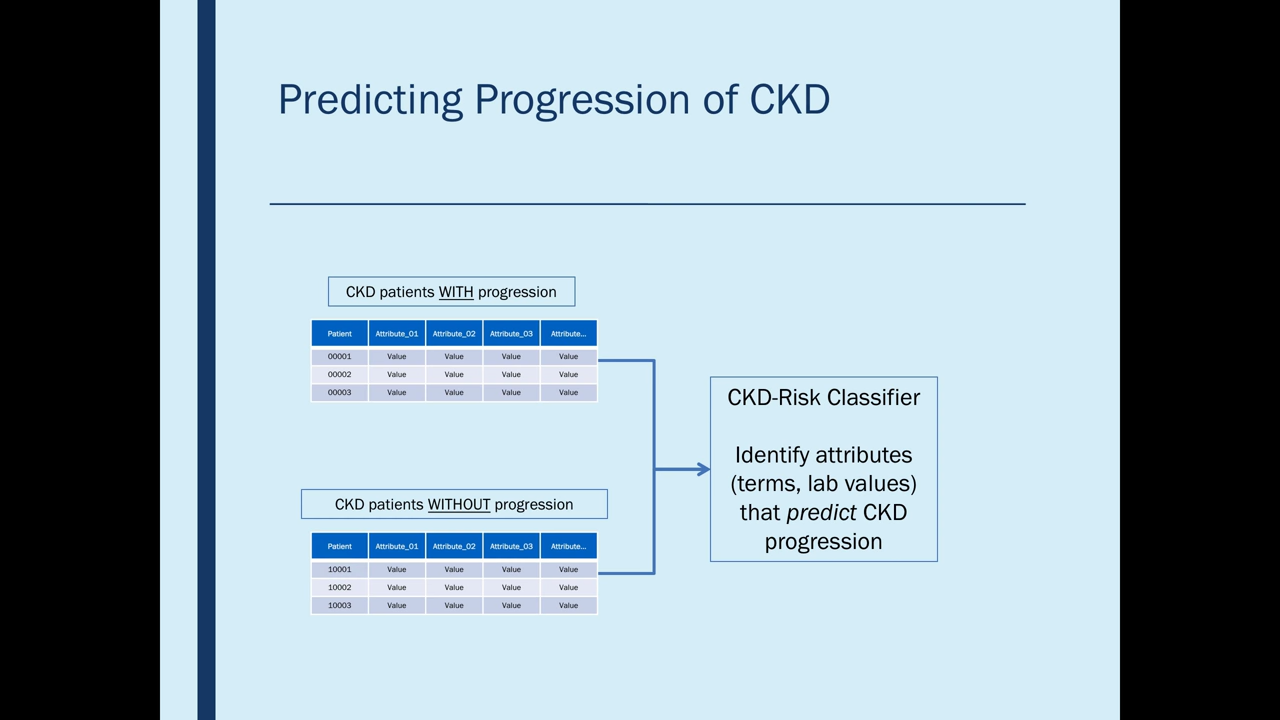 Predicting Progression of CKD
CKD patients WITH progression
Patient Attribute_01 Attribute_02 Attribute_03 Attribute...
00001 Value Value Value Value
00002 Value Value Value Value
00003 Value Value Value Value
CKD patients WITHOUT progression
Patient Attribute_01 Attribute_02 Attribute_03 Attribute...
10001 Value Value Value Value
10002 Value Value Value Value
10003 Value Value Value Value
CKD-Risk Classifier
Identify attributes
(terms, lab values)
that predict CKD
progression